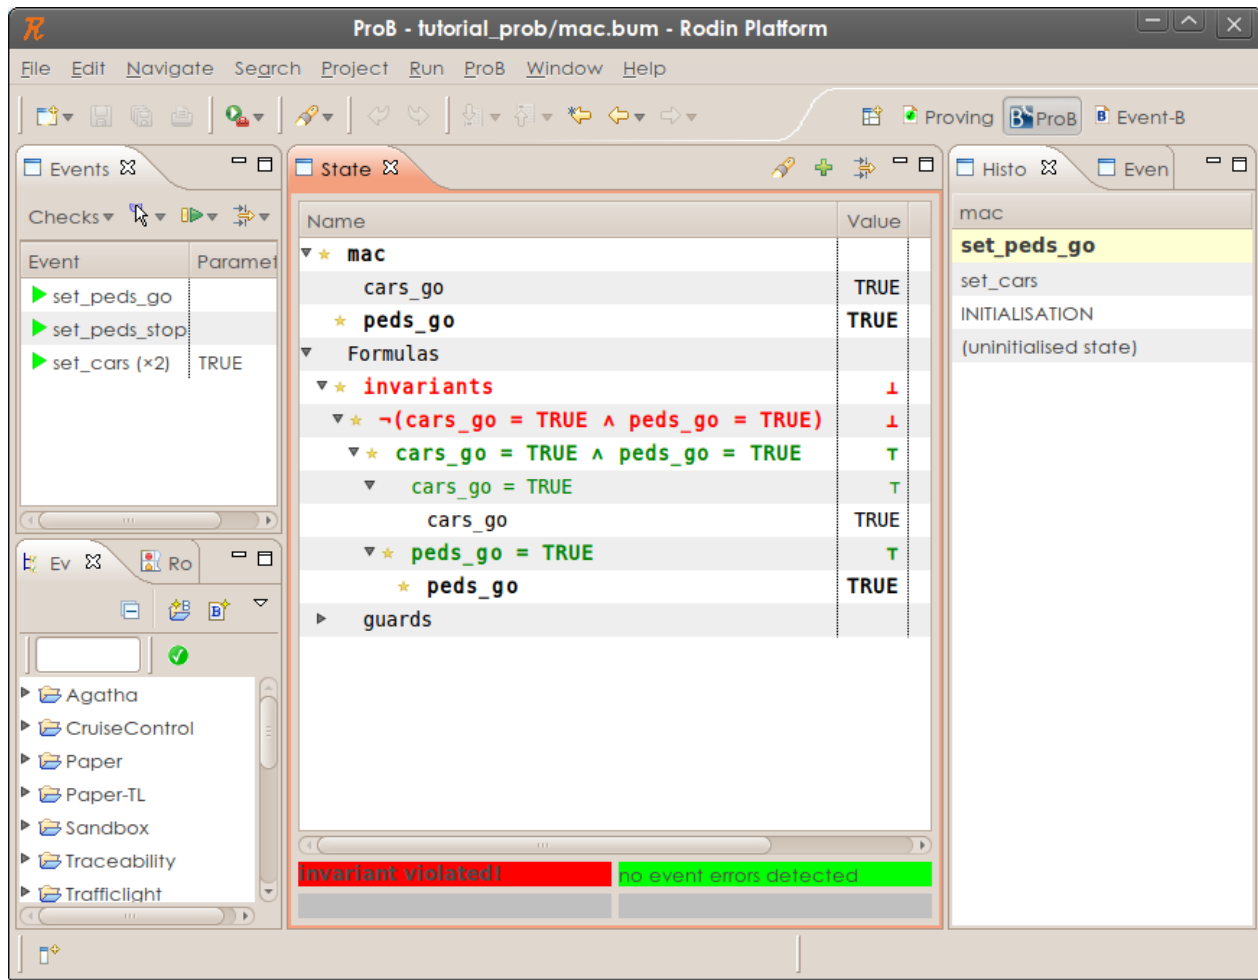 ProB - tutorial_prob/mac.bum - Rodin Platform
File Edit Navigate Search Project Run ProB Window Help
Proving ProB Event-B
Events
Checks
Event Paramet
set_peds_go
set_peds_stop
set_cars (×2) TRUE
Ev Ro
Agatha
CruiseControl
Paper
Paper-TL
Sandbox
Traceability
Trafficlight
State
Name Value
mac
cars_go TRUE
peds_go TRUE
Formulas
invariants ⊥
¬(cars_go = TRUE ∧ peds_go = TRUE) ⊥
cars_go = TRUE ∧ peds_go = TRUE ⊤
cars_go = TRUE ⊤
cars_go TRUE
peds_go = TRUE ⊤
peds_go TRUE
guards
invariant violated! no event errors detected
Histo Even
mac
set_peds_go
set_cars
INITIALISATION
(uninitialised state)